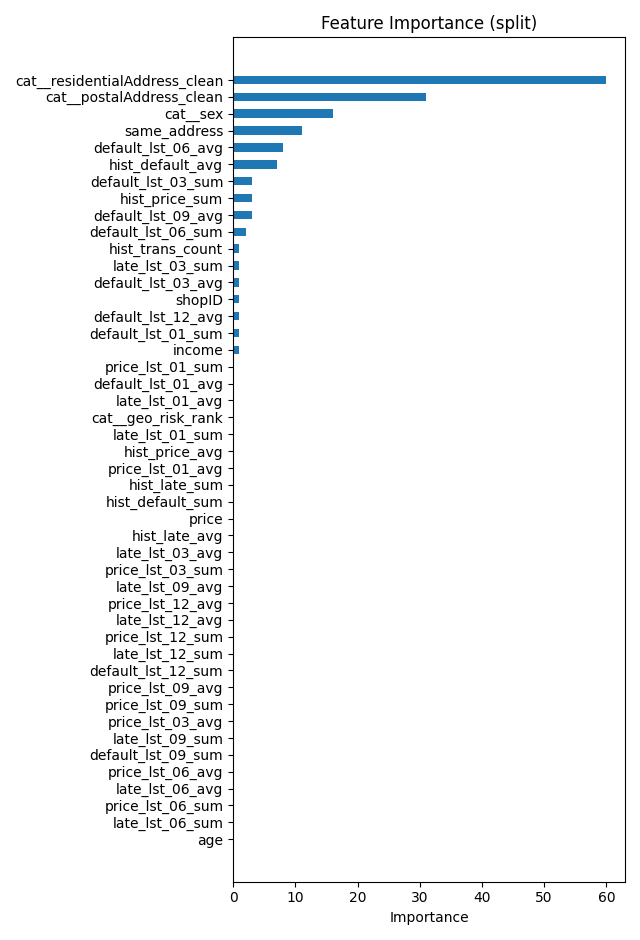 Feature Importance (split)
cat__residentialAddress_clean
cat__postalAddress_clean
cat__sex
same_address
default_lst_06_avg
hist_default_avg
default_lst_03_sum
hist_price_sum
default_lst_09_avg
default_lst_06_sum
hist_trans_count
late_lst_03_sum
default_lst_03_avg
shopID
default_lst_12_avg
default_lst_01_sum
income
price_lst_01_sum
default_lst_01_avg
late_lst_01_avg
cat__geo_risk_rank
late_lst_01_sum
hist_price_avg
price_lst_01_avg
hist_late_sum
hist_default_sum
price
hist_late_avg
late_lst_03_avg
price_lst_03_sum
late_lst_09_avg
price_lst_12_avg
late_lst_12_avg
price_lst_12_sum
late_lst_12_sum
default_lst_12_sum
price_lst_09_avg
price_lst_09_sum
price_lst_03_avg
late_lst_09_sum
default_lst_09_sum
price_lst_06_avg
late_lst_06_avg
price_lst_06_sum
late_lst_06_sum
age
0 10 20 30 40 50 60
Importance